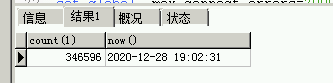 信息 结果1 概况 状态
count(1) now()
346596 2020-12-28 19:02:31